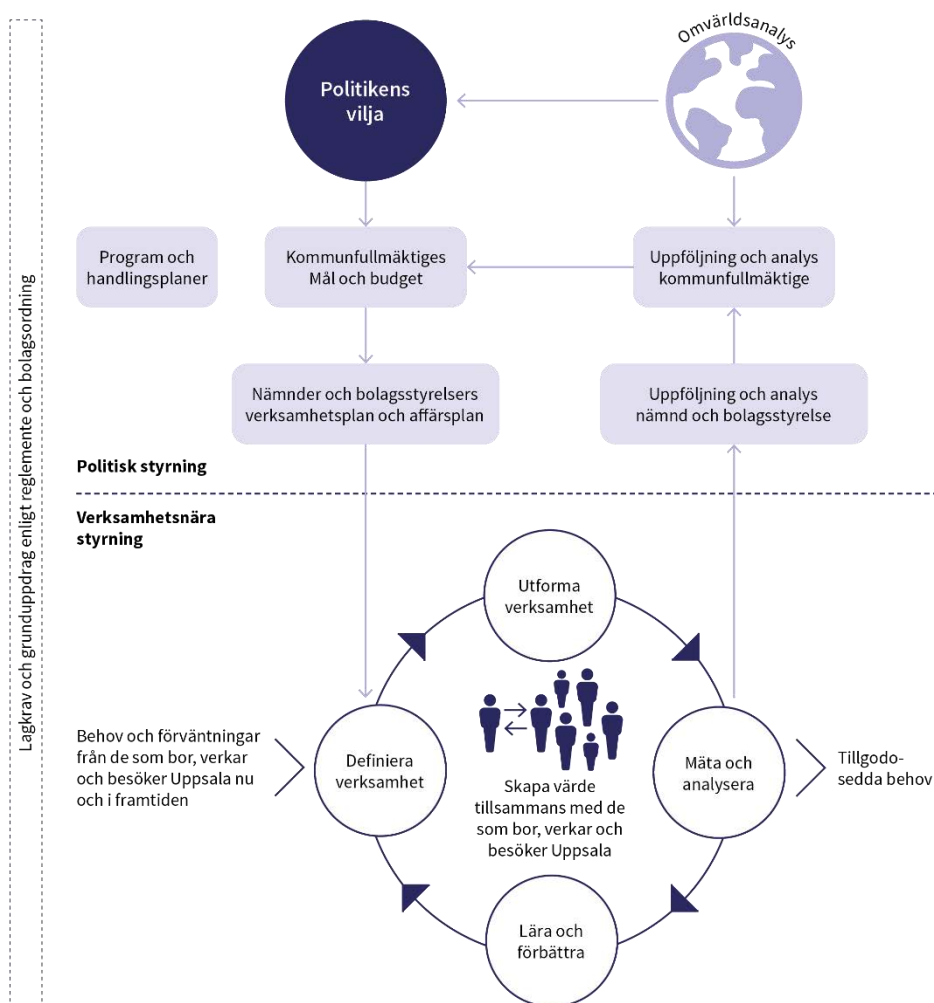 Lagkrav och grunduppdrag enligt reglemente och bolagsordning
Politikens
vilja
Omvärldsanalys
Program och
handlingsplaner
Kommunfullmäktiges
Mål och budget
Uppföljning och analys
kommunfullmäktige
Nämnder och bolagsstyrelsers
verksamhetsplan och affärsplan
Uppföljning och analys
nämnd och bolagsstyrelse
Politisk styrning
Verksamhetsnära
styrning
Utforma
verksamhet
Behov och förväntningar
från de som bor, verkar
och besöker Uppsala nu
och i framtiden
Definiera
verksamhet
Skapa värde
tillsammans med de
som bor, verkar och
besöker Uppsala
Mäta och
analysera
Tillgodo-
sedda behov
Lära och
förbättra